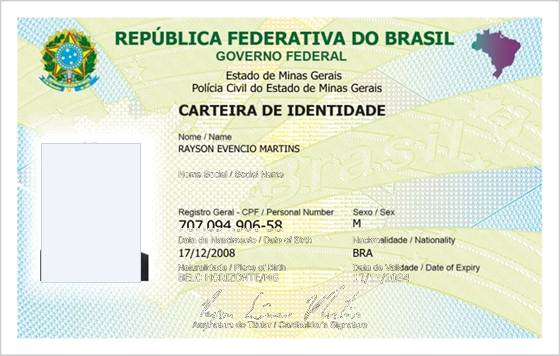 REPÚBLICA FEDERATIVA DO BRASIL
GOVERNO FEDERAL
Estado de Minas Gerais
Polícia Civil do Estado de Minas Gerais
CARTEIRA DE IDENTIDADE
Nome / Name
RAYSON EVENCIO MARTINS
Nome Social / Social Name
Registro Geral - CPF / Personal Number Sexo / Sex
707.094.906-58 M
Data de Nascimento / Date of Birth Nacionalidade / Nationality
17/12/2008 BRA
Naturalidade / Place of Birth Data de Validade / Date of Expiry
BELO HORIZONTE/MG
Assinatura do Titular / Cardholder's Signature